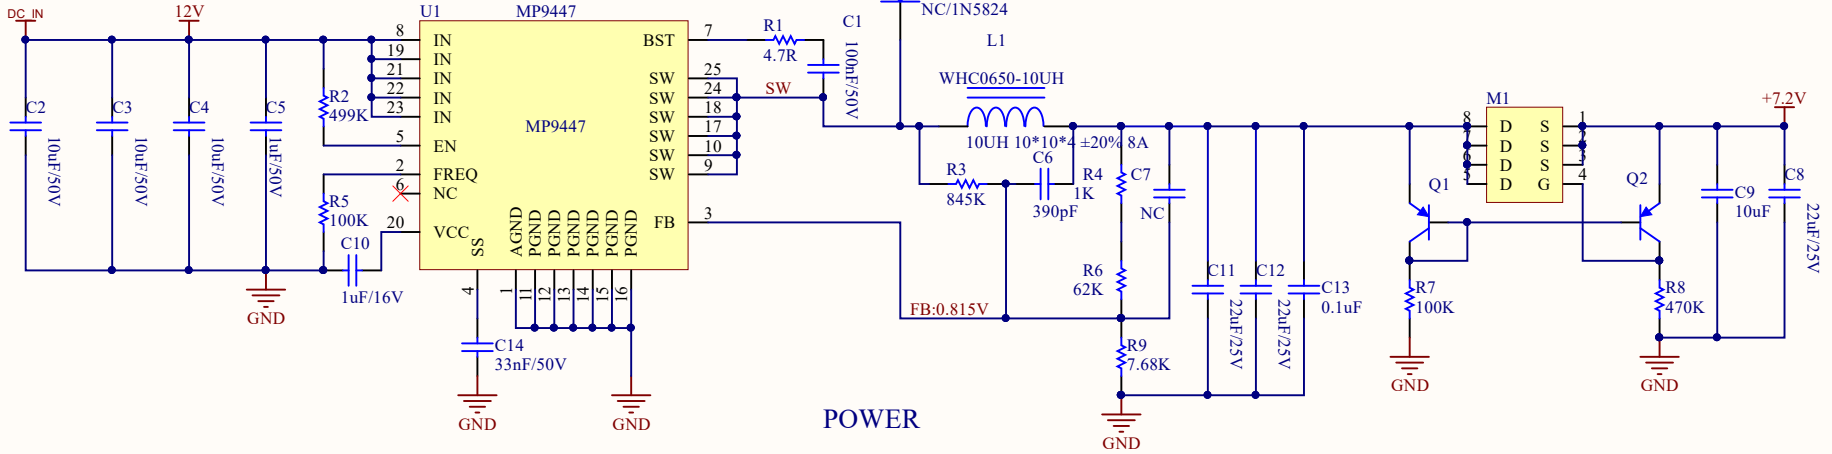 DC_IN
12V
U1
MP9447
NC/1N5824
8
IN
19
IN
21
IN
22
IN
23
IN
5
EN
2
FREQ
6
NC
20
VCC
MP9447
BST
7
SW
25
SW
24
SW
18
SW
17
SW
10
SW
9
FB
3
SS
4
AGND
1
PGND
11
PGND
12
PGND
13
PGND
14
PGND
15
PGND
16
C2
10uF/50V
C3
10uF/50V
C4
10uF/50V
C5
1uF/50V
R2
499K
R5
100K
C10
1uF/16V
GND
C14
33nF/50V
GND
GND
R1
4.7R
C1
100nF/50V
SW
L1
WHC0650-10UH
10UH 10*10*4 ±20% 8A
R3
845K
C6
390pF
R4
1K
C7
NC
R6
62K
FB:0.815V
R9
7.68K
GND
C11
22uF/25V
C12
22uF/25V
C13
0.1uF
Q1
R7
100K
GND
M1
8
D
S
1
7
D
S
2
6
D
S
3
5
D
G
4
Q2
R8
470K
GND
+7.2V
C9
10uF
C8
22uF/25V
POWER